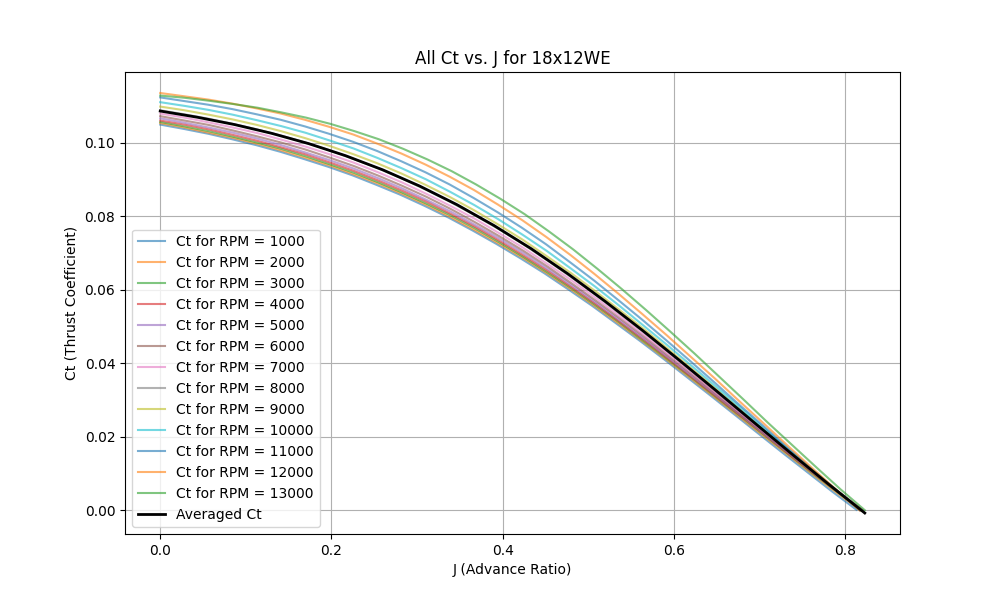 All Ct vs. J for 18x12WE
Ct (Thrust Coefficient)
0.10
0.08
0.06
0.04
0.02
0.00
Ct for RPM = 1000
Ct for RPM = 2000
Ct for RPM = 3000
Ct for RPM = 4000
Ct for RPM = 5000
Ct for RPM = 6000
Ct for RPM = 7000
Ct for RPM = 8000
Ct for RPM = 9000
Ct for RPM = 10000
Ct for RPM = 11000
Ct for RPM = 12000
Ct for RPM = 13000
Averaged Ct
0.0 0.2 0.4 0.6 0.8
J (Advance Ratio)